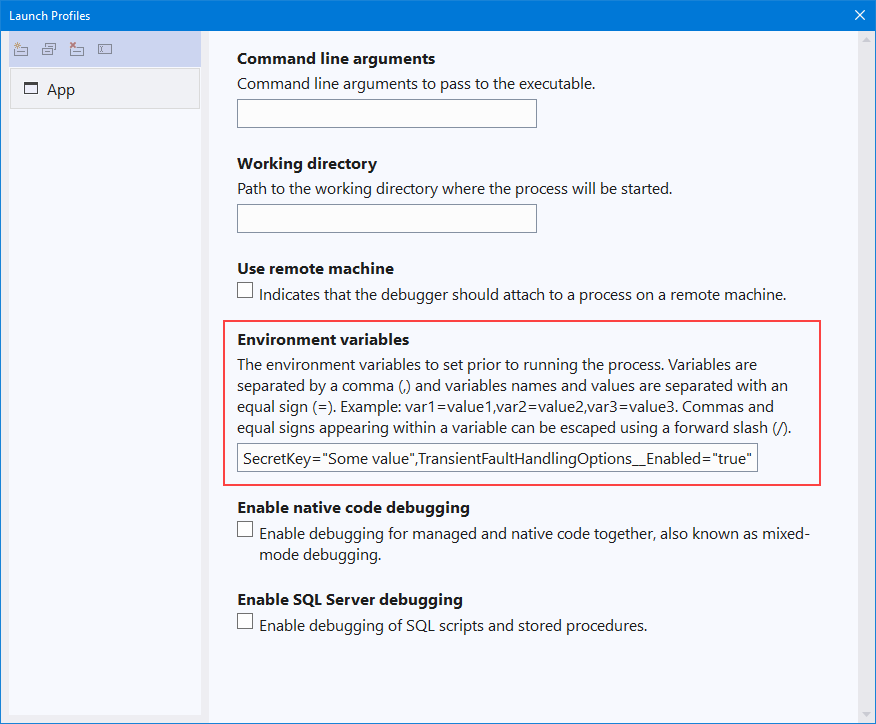 Launch Profiles
App
Command line arguments
Command line arguments to pass to the executable.
Working directory
Path to the working directory where the process will be started.
Use remote machine
Indicates that the debugger should attach to a process on a remote machine.
Environment variables
The environment variables to set prior to running the process. Variables are
separated by a comma (,) and variables names and values are separated with an
equal sign (=). Example: var1=value1,var2=value2,var3=value3. Commas and
equal signs appearing within a variable can be escaped using a forward slash (/).
SecretKey="Some value",TransientFaultHandlingOptions__Enabled="true"
Enable native code debugging
Enable debugging for managed and native code together, also known as mixed-
mode debugging.
Enable SQL Server debugging
Enable debugging of SQL scripts and stored procedures.